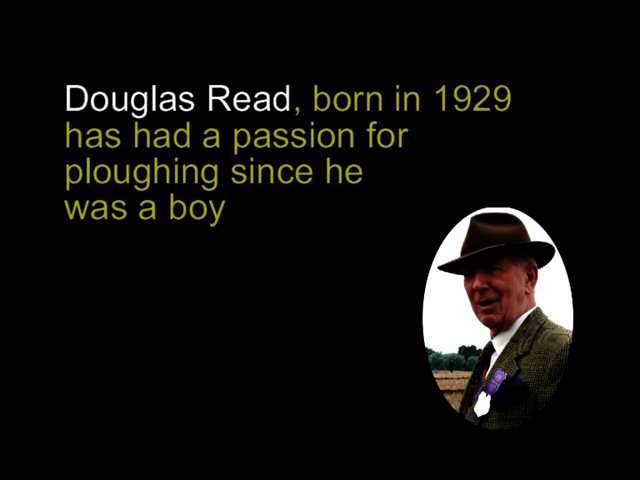 Douglas Read, born in 1929
has had a passion for
ploughing since he
was a boy